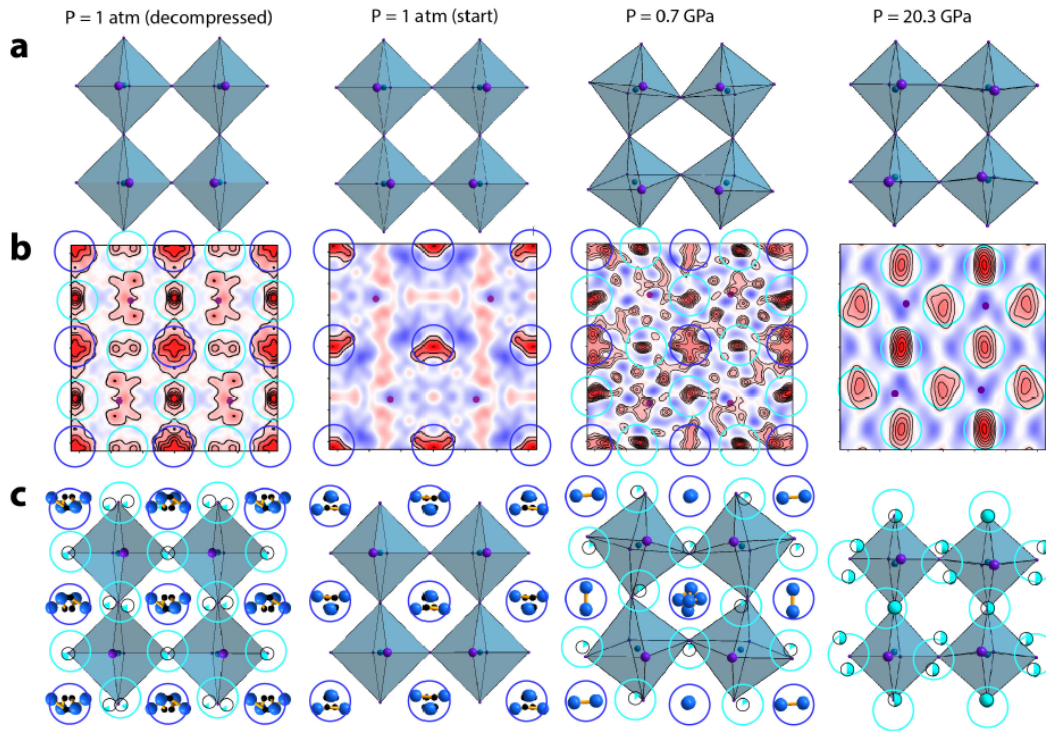 P = 1 atm (decompressed)
P = 1 atm (start)
P = 0.7 GPa
P = 20.3 GPa
a
b
c